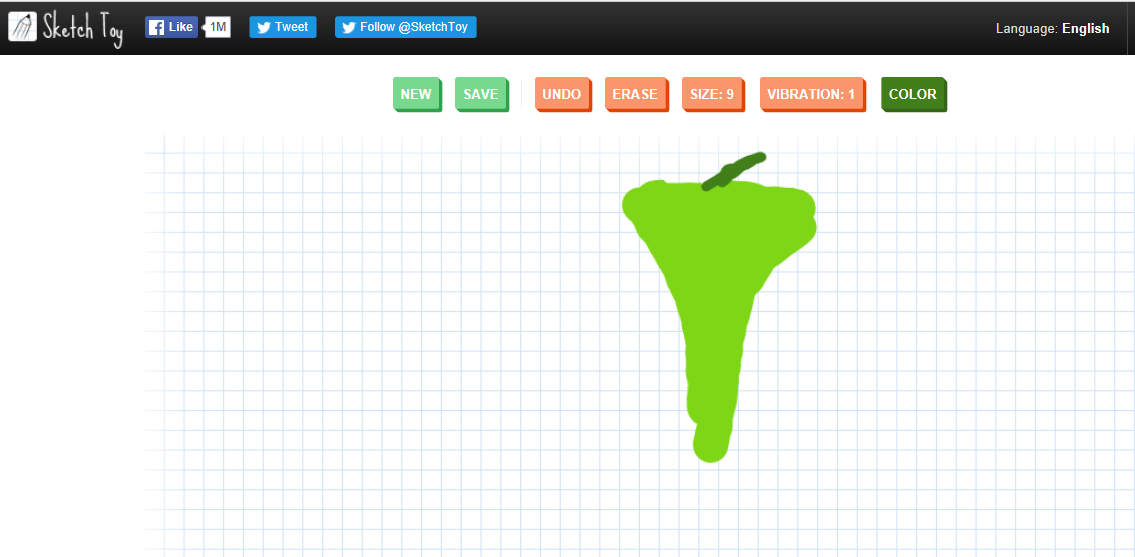 Sketch Toy Like 1M Tweet Follow @SketchToy Language: English
NEW SAVE UNDO ERASE SIZE: 9 VIBRATION: 1 COLOR